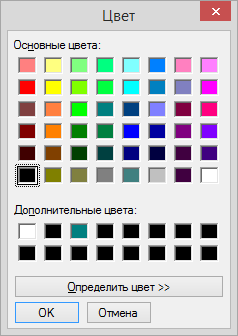 Цвет
Основные цвета:
Дополнительные цвета:
Определить цвет >>
OK
Отмена